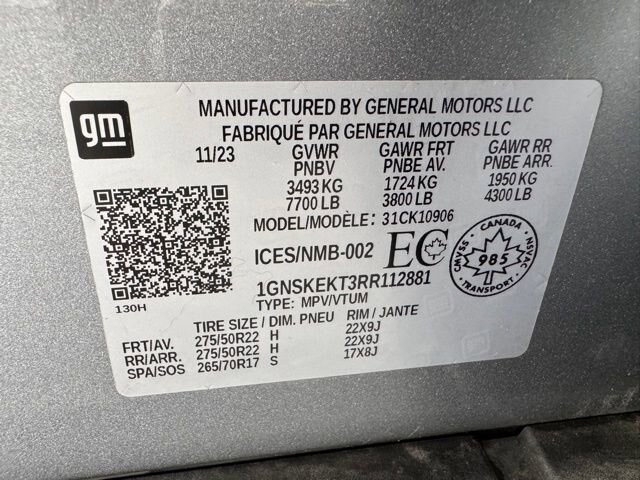 gm
MANUFACTURED BY GENERAL MOTORS LLC
FABRIQUÉ PAR GENERAL MOTORS LLC
11/23 GVWR GAWR FRT GAWR RR
PNBV PNBE AV. PNBE ARR.
3493 KG 1724 KG 1950 KG
7700 LB 3800 LB 4300 LB
MODEL/MODÈLE: 31CK10906
ICES/NMB-002 EC
CANADA
CMVSS 985 NSVAC
TRANSPORT
1GNSKEKT3RR112881
130H
TYPE: MPV/VTUM
TIRE SIZE / DIM. PNEU RIM / JANTE
FRT/AV. 275/50R22 H 22X9J
RR/ARR. 275/50R22 H 22X9J
SPA/SOS 265/70R17 S 17X8J